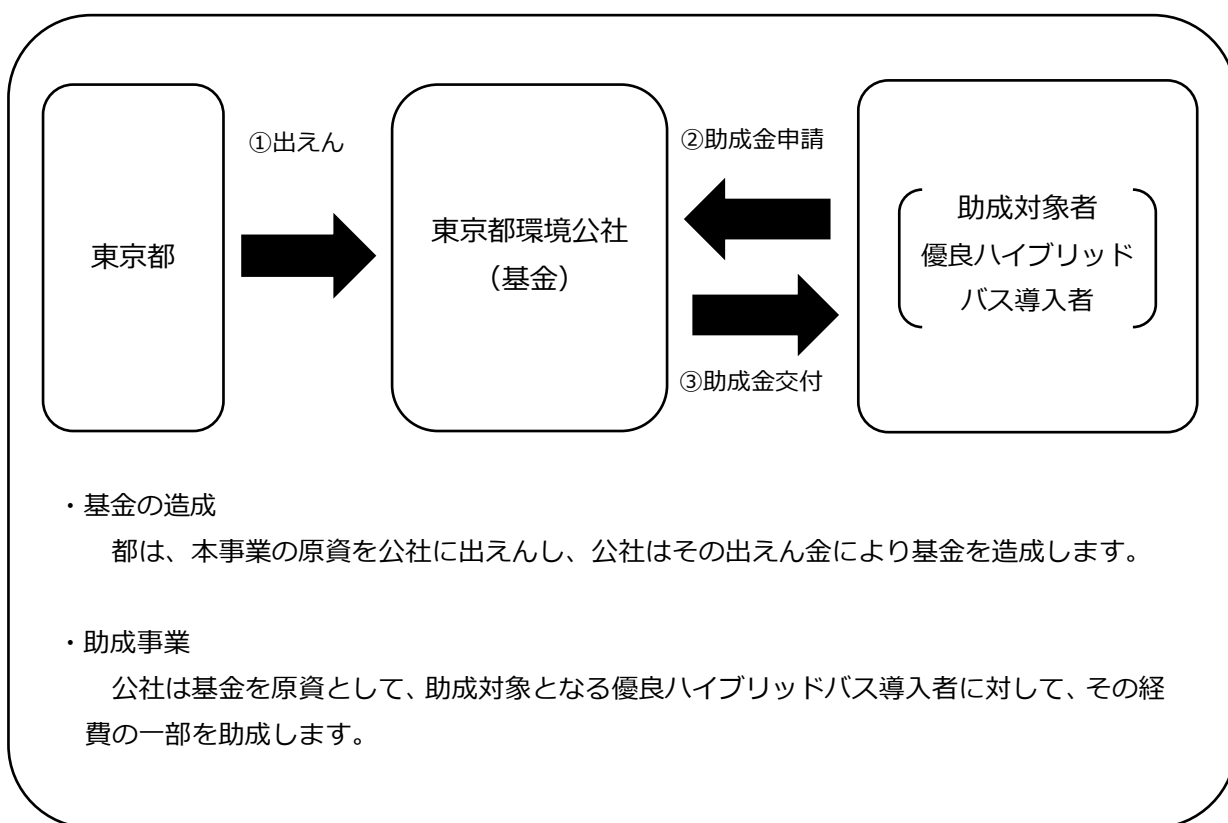 東京都
①出えん
東京都環境公社
（基金）
②助成金申請
③助成金交付
助成対象者
優良ハイブリッド
バス導入者
・基金の造成
都は、本事業の原資を公社に出えんし、公社はその出えん金により基金を造成します。
・助成事業
公社は基金を原資として、助成対象となる優良ハイブリッドバス導入者に対して、その経
費の一部を助成します。